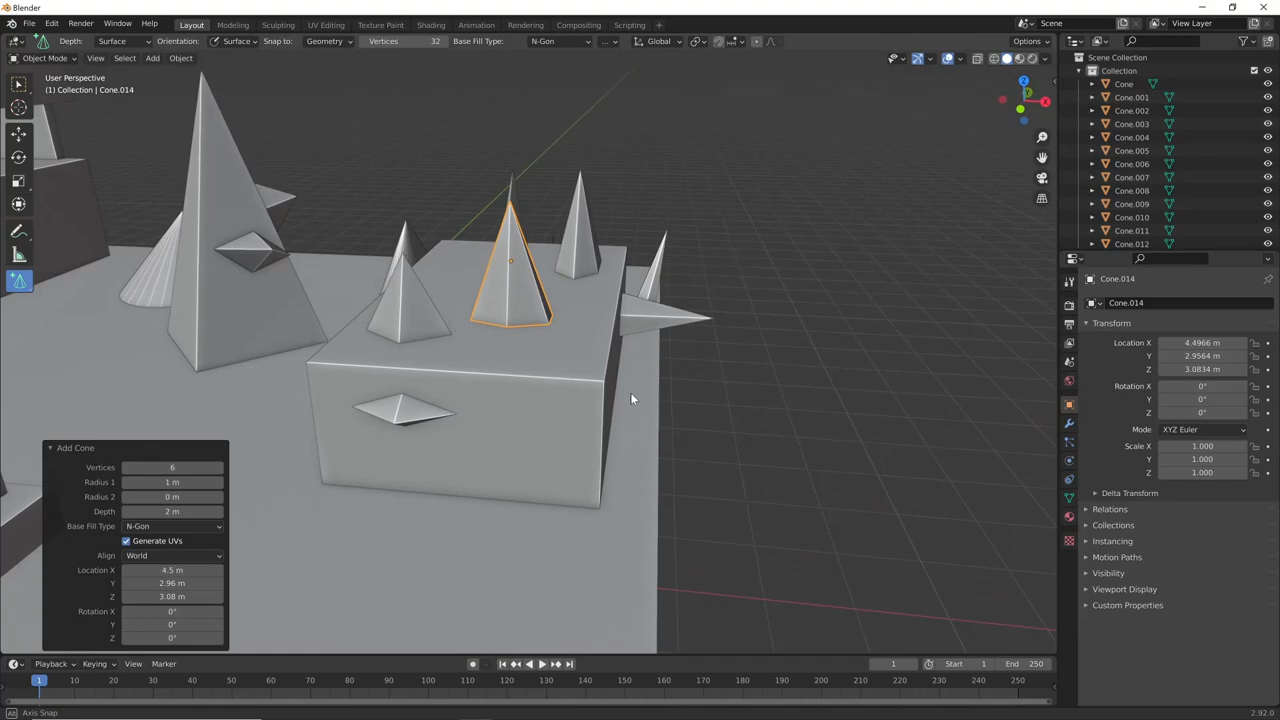 Blender
File Edit Render Window Help Layout Modeling Sculpting UV Editing Texture Paint Shading Animation Rendering Compositing Scripting + Scene View Layer
Depth: Surface Orientation: Surface Snap to: Geometry Vertices 32 Base Fill Type: N-Gon ... Global Options
Object Mode View Select Add Object
User Perspective
(1) Collection | Cone.014
Z
Y
X
Scene Collection
Collection
Cone
Cone.001
Cone.002
Cone.003
Cone.004
Cone.005
Cone.006
Cone.007
Cone.008
Cone.009
Cone.010
Cone.011
Cone.012
Cone.014
Cone.014
Transform
Location X 4.4966 m
Y 2.9564 m
Z 3.0834 m
Rotation X 0°
Y 0°
Z 0°
Mode XYZ Euler
Scale X 1.000
Y 1.000
Z 1.000
Delta Transform
Relations
Collections
Instancing
Motion Paths
Visibility
Viewport Display
Custom Properties
Add Cone
Vertices 6
Radius 1 1 m
Radius 2 0 m
Depth 2 m
Base Fill Type N-Gon
Generate UVs
Align World
Location X 4.5 m
Y 2.96 m
Z 3.08 m
Rotation X 0°
Y 0°
Z 0°
Playback Keying View Marker 1 Start 1 End 250
1 10 20 30 40 50 60 70 80 90 100 110 120 130 140 150 160 170 180 190 200 210 220 230 240 250
Alt Axis Snap 2.92.0